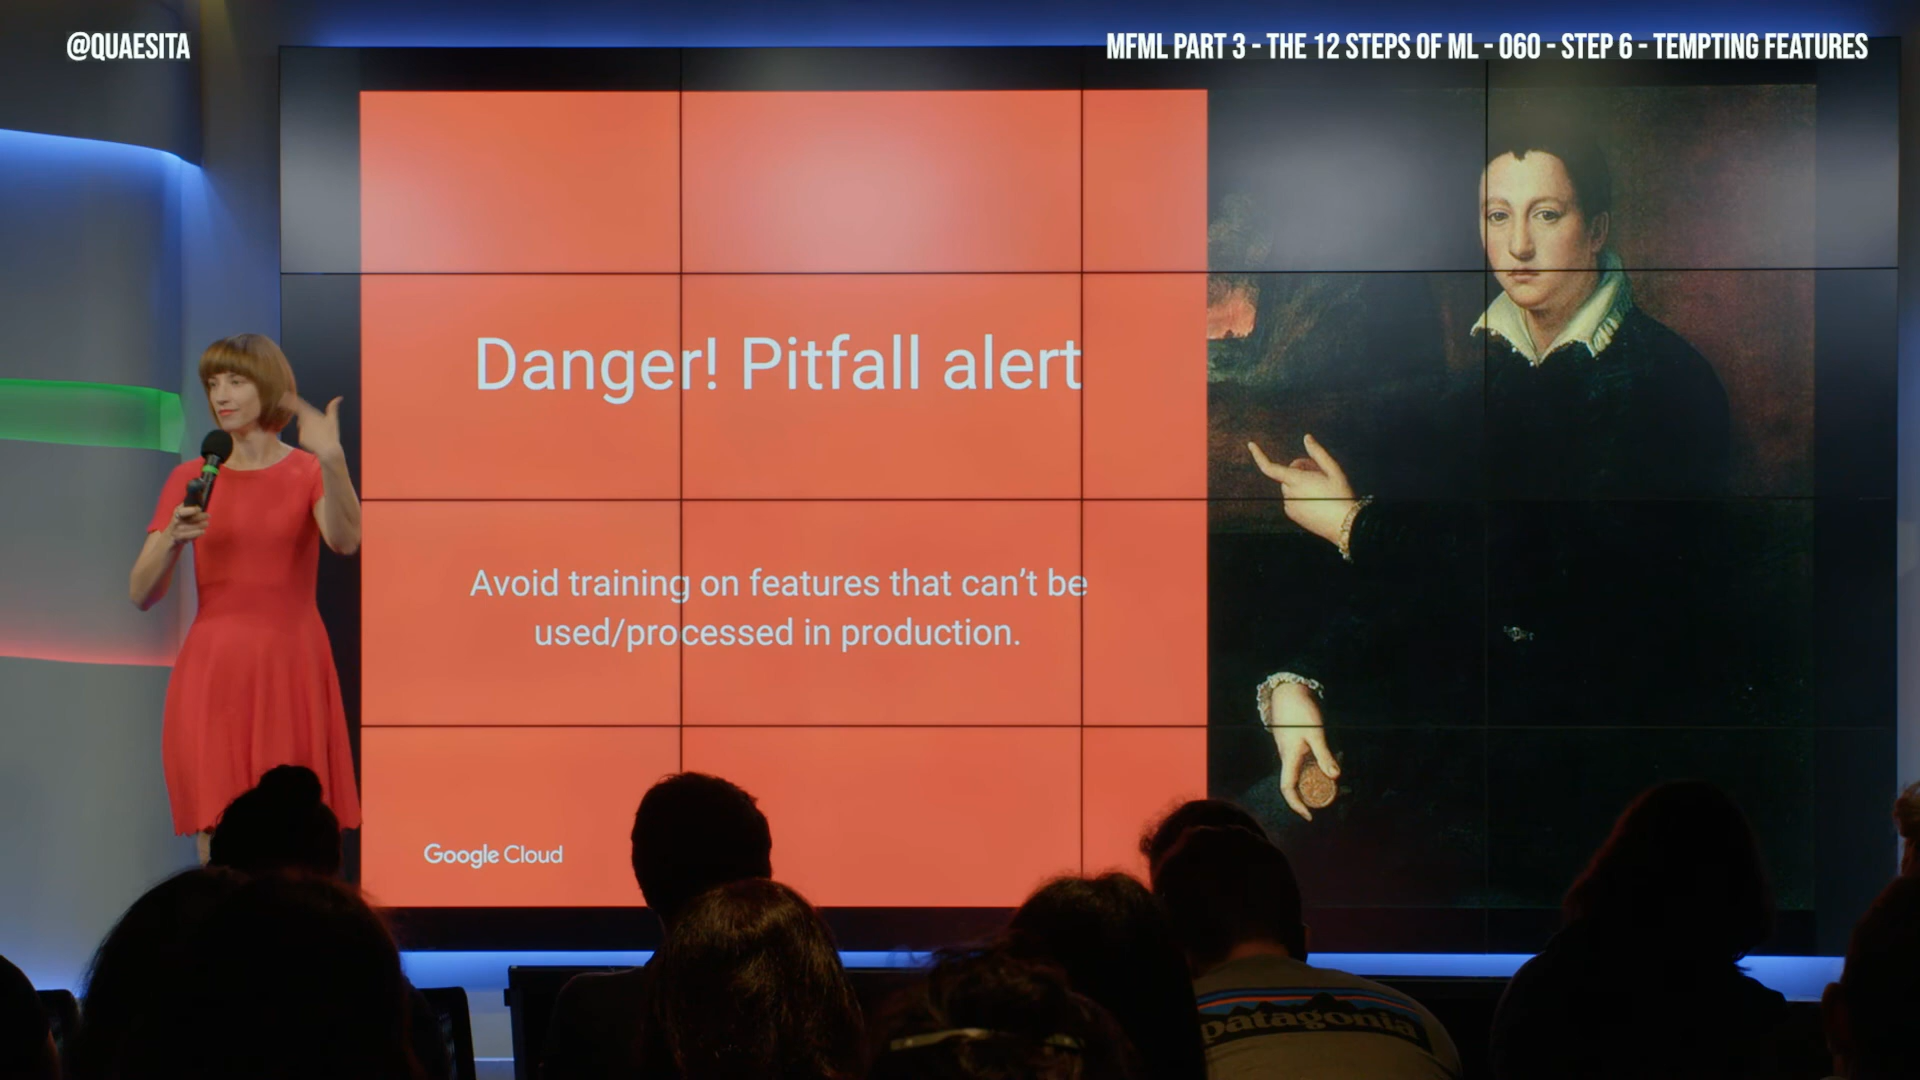 @QUAESITA
MFML PART 3 - THE 12 STEPS OF ML - 060 - STEP 6 - TEMPTING FEATURES
Danger! Pitfall alert
Avoid training on features that can’t be
used/processed in production.
Google Cloud
patagonia